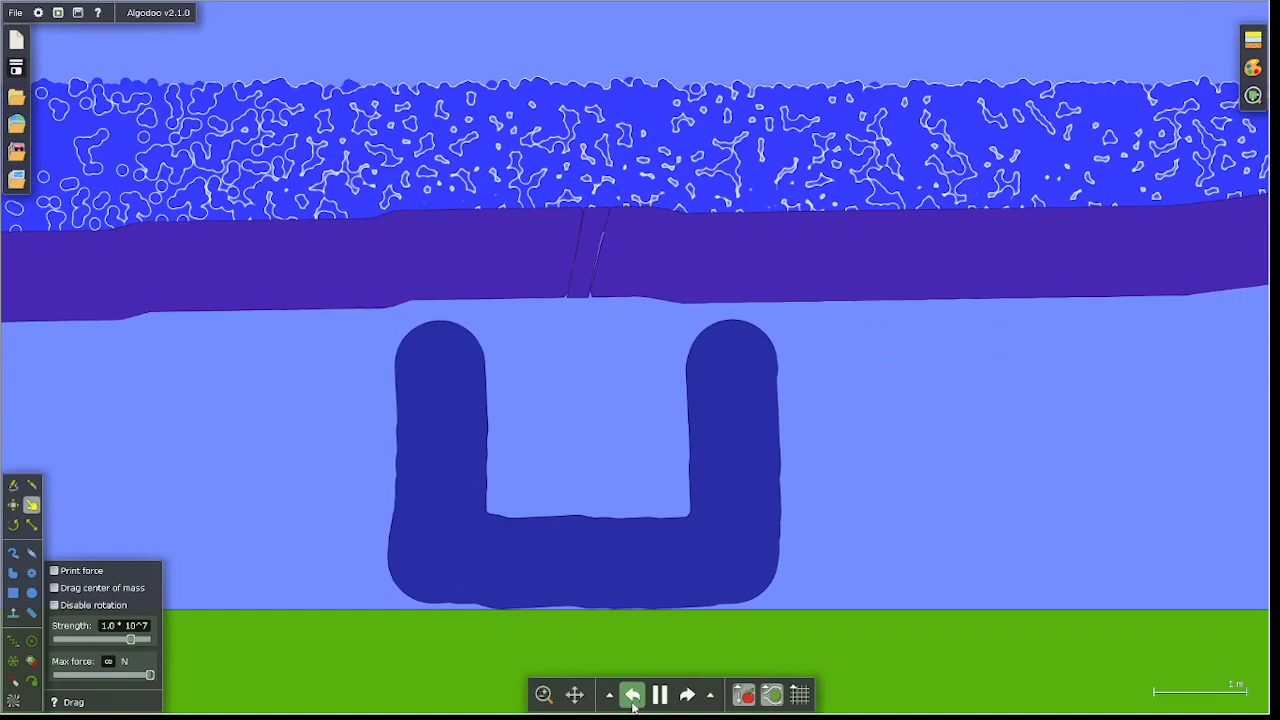 File ? Algodoo v2.1.0
Print force
Drag center of mass
Disable rotation
Strength: 1.0 * 10^7
Max force: ∞ N
? Drag
1 m